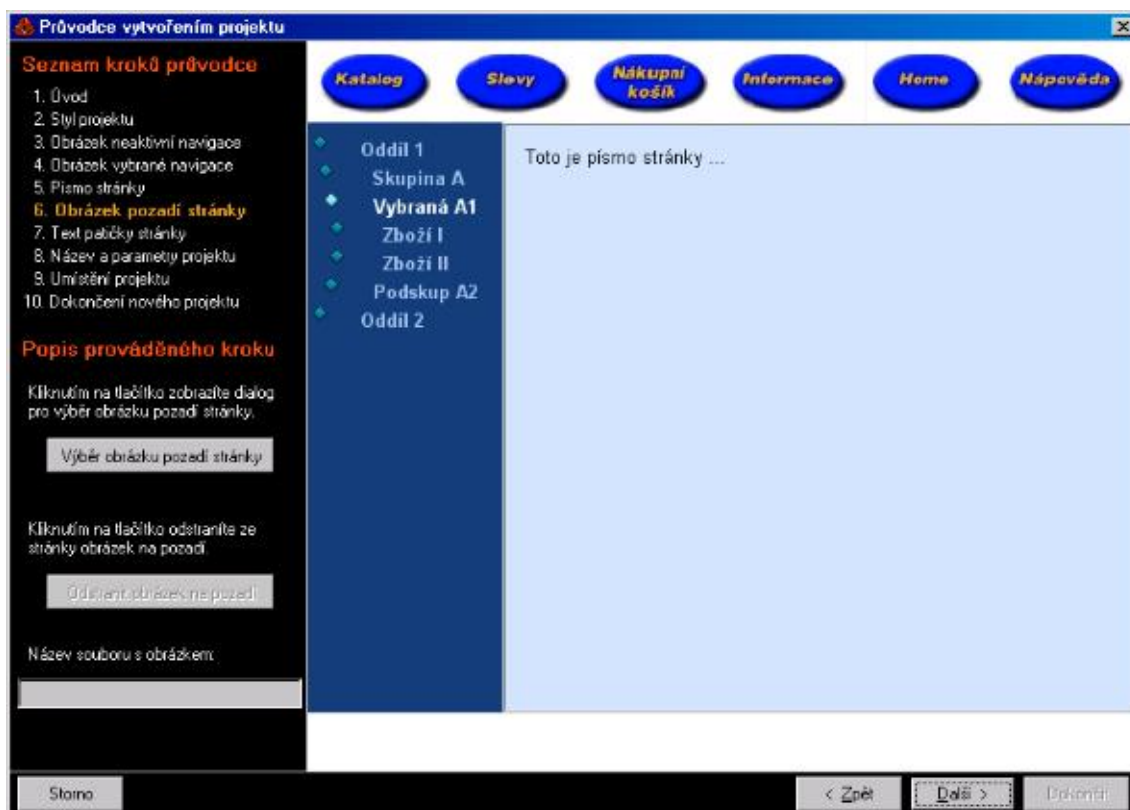 Průvodce vytvořením projektu
Seznam kroků průvodce
1. Úvod
2. Styl projektu
3. Obrázek neaktivní navigace
4. Obrázek vybrané navigace
5. Písmo stránky
6. Obrázek pozadí stránky
7. Text patičky stránky
8. Název a parametry projektu
9. Umístění projektu
10. Dokončení nového projektu
Popis prováděného kroku
Kliknutím na tlačítko zobrazíte dialog
pro výběr obrázku pozadí stránky.
Výběr obrázku pozadí stránky
Kliknutím na tlačítko odstraníte ze
stránky obrázek na pozadí.
Odstranit obrázek na pozadí
Název souboru s obrázkem:
Katalog
Slevy
Nákupní
košík
Informace
Home
Nápověda
Oddíl 1
Skupina A
Vybraná A1
Zboží I
Zboží II
Podskup A2
Oddíl 2
Toto je písmo stránky ...
Storno
< Zpět
Další >
Dokončit